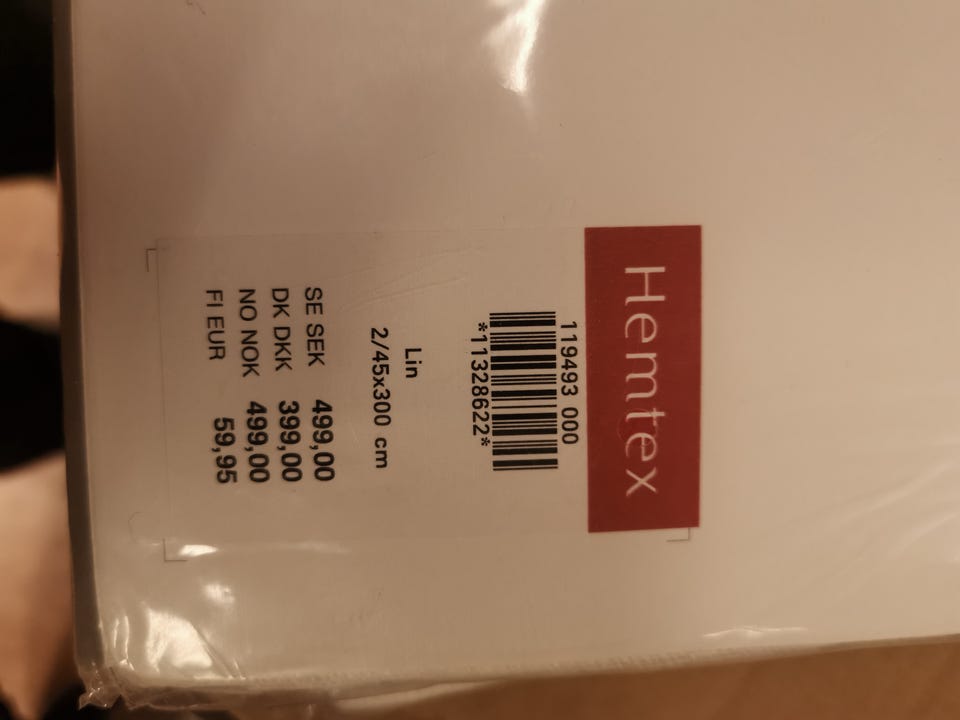 Hemtex
119493 000
*11328622*
Lin
2/45x300 cm
SE SEK 499,00
DK DKK 399,00
NO NOK 499,00
FI EUR 59,95